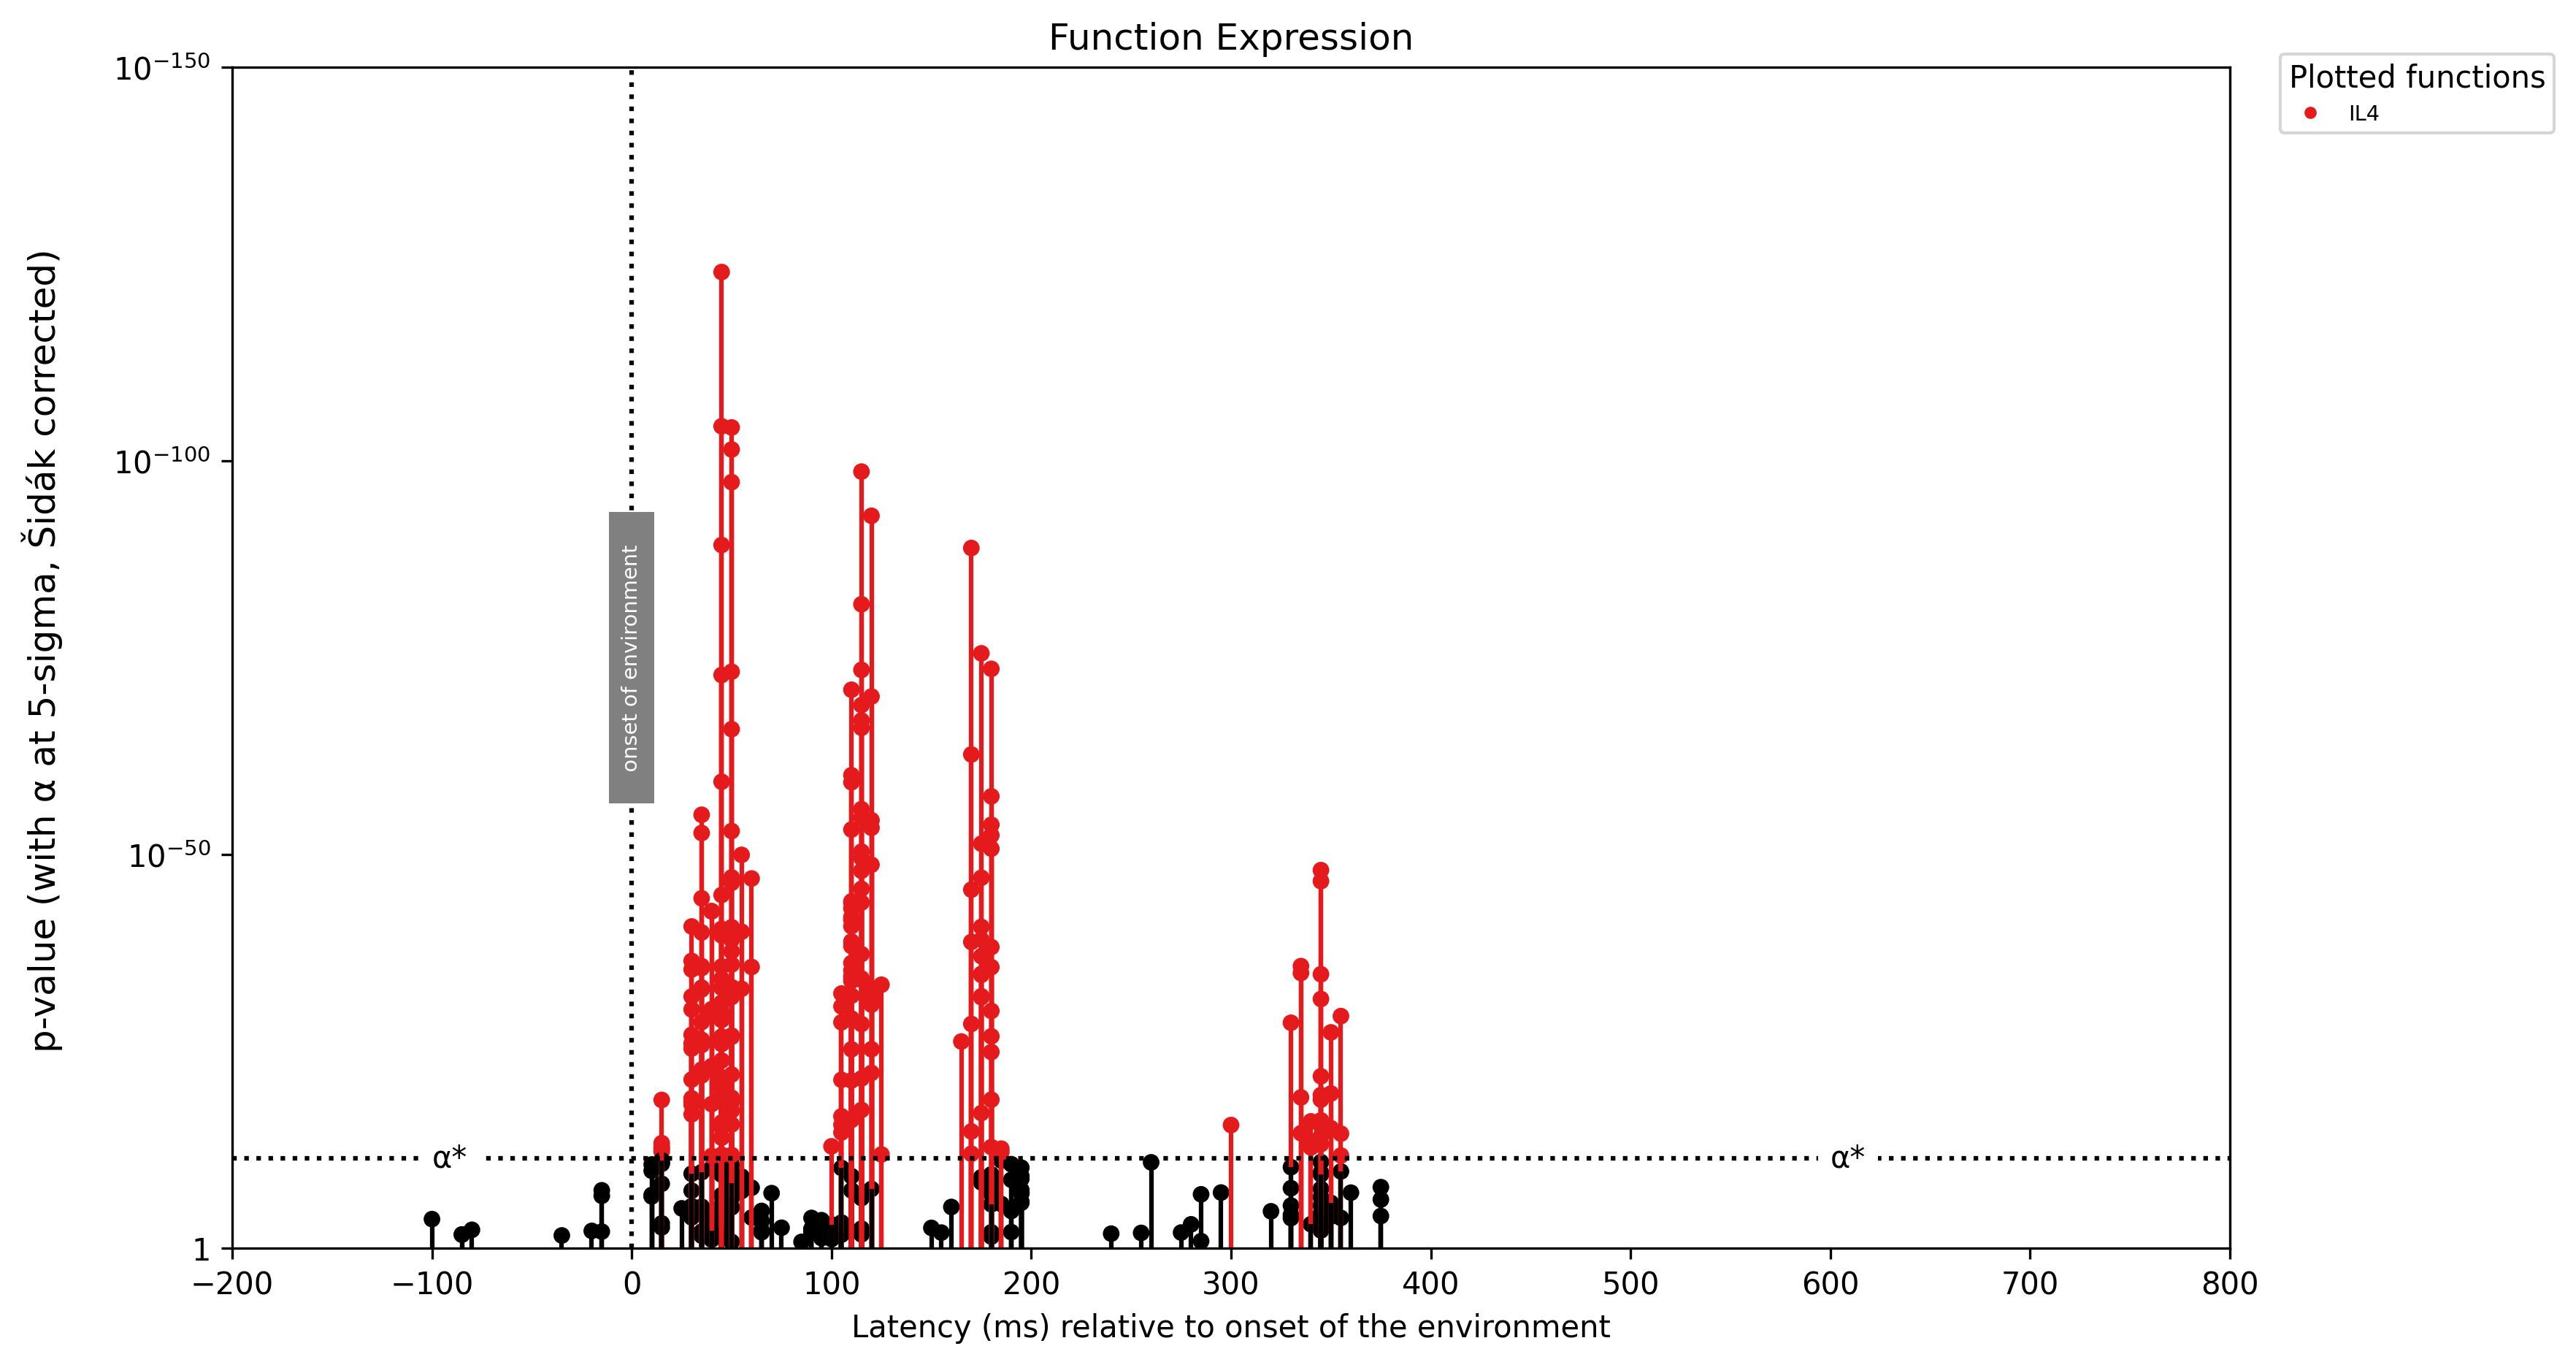 Function Expression
Plotted functions
IL4
p-value (with α at 5-sigma, Šidák corrected)
10⁻¹⁵⁰
10⁻¹⁰⁰
10⁻⁵⁰
1
onset of environment
α*
α*
−200 −100 0 100 200 300 400 500 600 700 800
Latency (ms) relative to onset of the environment